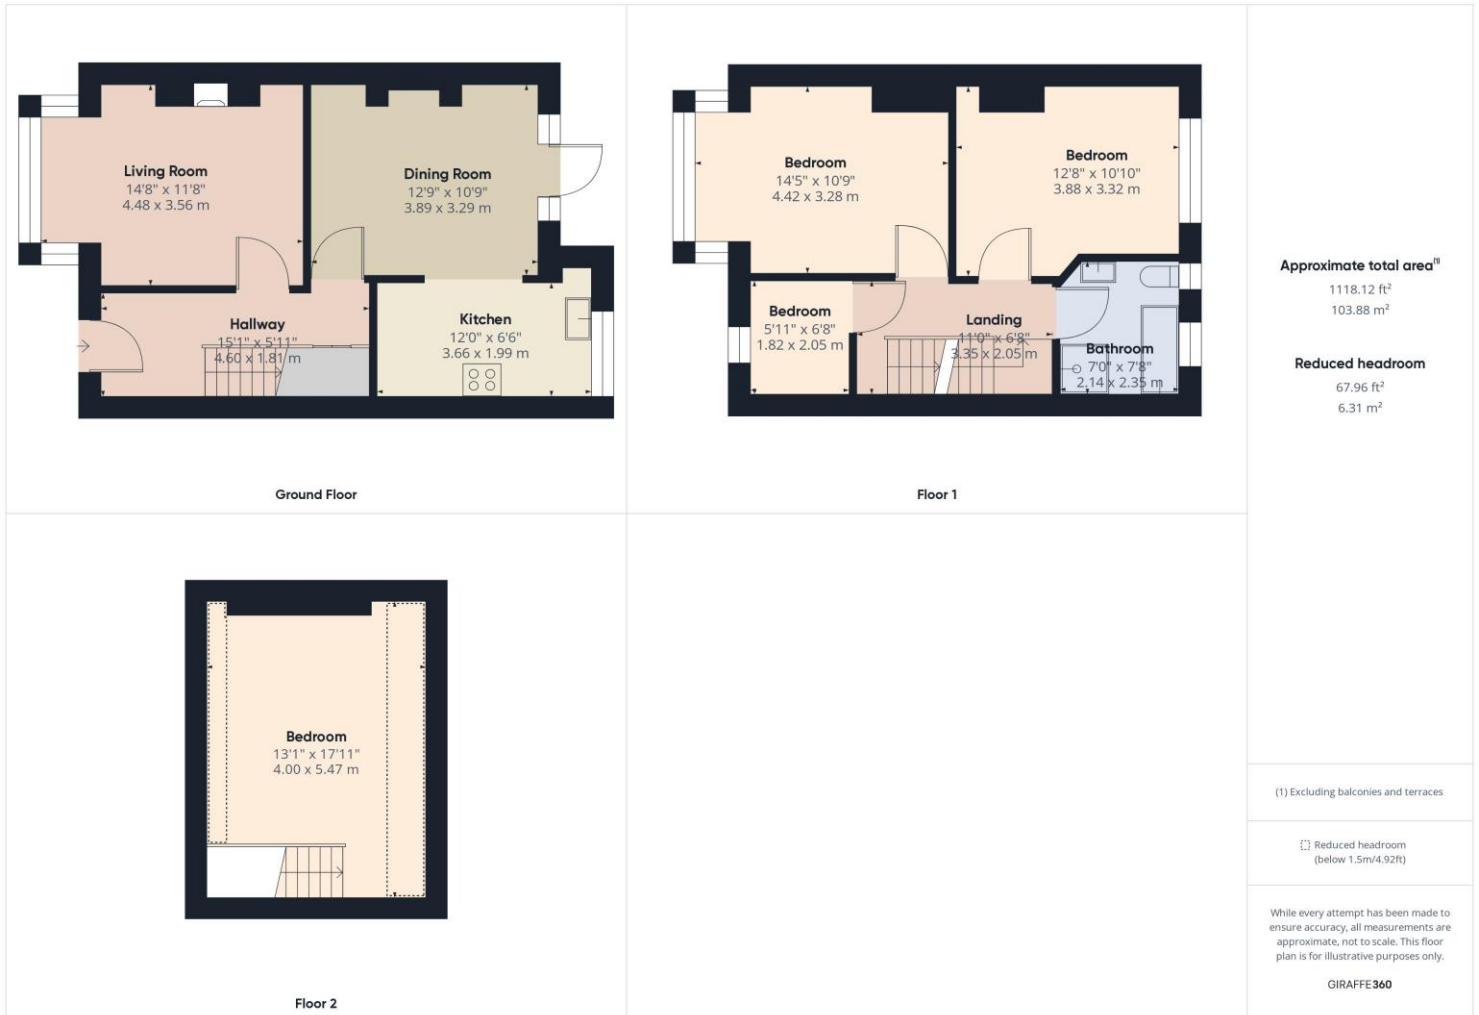 Living Room
14'8" x 11'8"
4.48 x 3.56 m
Dining Room
12'9" x 10'9"
3.89 x 3.29 m
Hallway
15'1" x 5'11"
4.60 x 1.81 m
Kitchen
12'0" x 6'6"
3.66 x 1.99 m
Ground Floor
Bedroom
14'5" x 10'9"
4.42 x 3.28 m
Bedroom
12'8" x 10'10"
3.88 x 3.32 m
Bedroom
5'11" x 6'8"
1.82 x 2.05 m
Landing
11'0" x 6'8"
3.35 x 2.05 m
Bathroom
7'0" x 7'8"
2.14 x 2.35 m
Floor 1
Bedroom
13'1" x 17'11"
4.00 x 5.47 m
Floor 2
Approximate total area(1)
1118.12 ft²
103.88 m²
Reduced headroom
67.96 ft²
6.31 m²
(1) Excluding balconies and terraces
Reduced headroom
(below 1.5m/4.92ft)
While every attempt has been made to
ensure accuracy, all measurements are
approximate, not to scale. This floor
plan is for illustrative purposes only.
GIRAFFE360